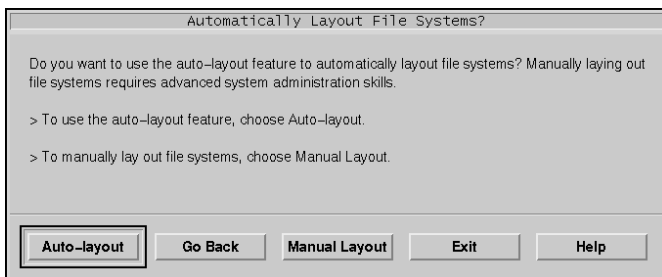 Automatically Layout File Systems?
Do you want to use the auto-layout feature to automatically layout file systems? Manually laying out
file systems requires advanced system administration skills.
> To use the auto-layout feature, choose Auto-layout.
> To manually lay out file systems, choose Manual Layout.
Auto-layout Go Back Manual Layout Exit Help